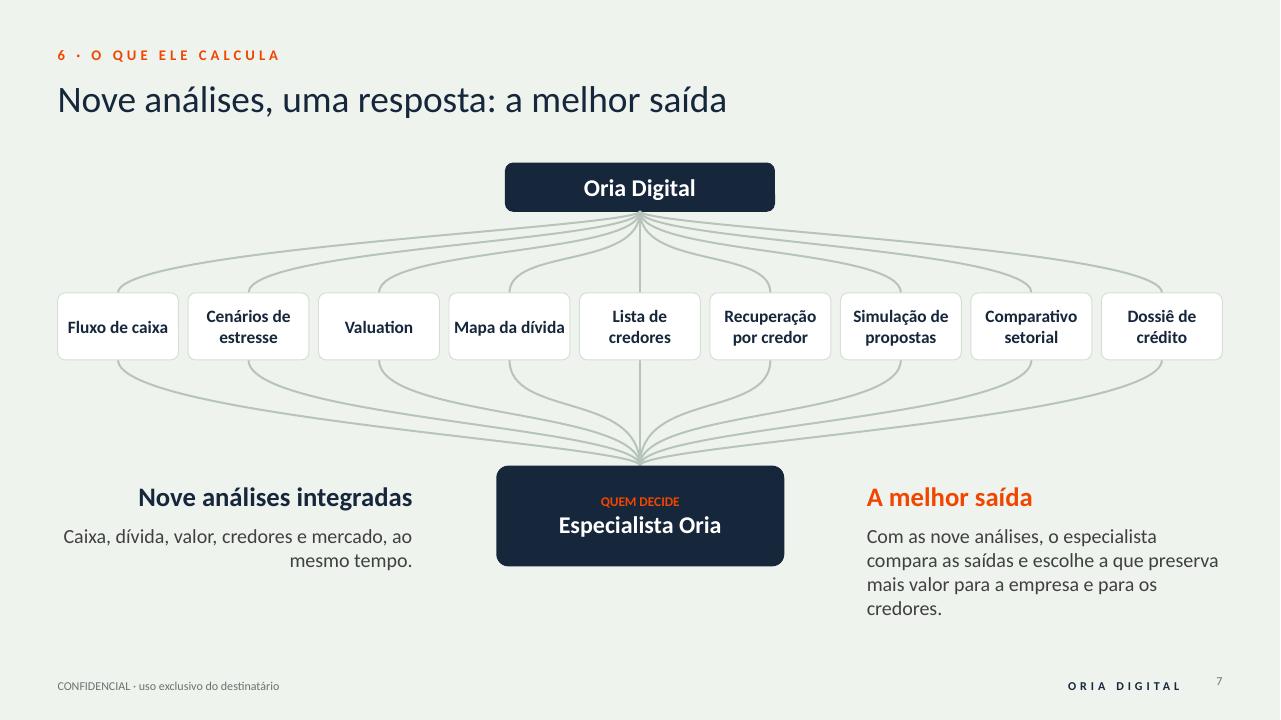 6 · O QUE ELE CALCULA
Nove análises, uma resposta: a melhor saída
Oria Digital
Fluxo de caixa
Cenários de
estresse
Valuation
Mapa da dívida
Lista de
credores
Recuperação
por credor
Simulação de
propostas
Comparativo
setorial
Dossiê de
crédito
Nove análises integradas
Caixa, dívida, valor, credores e mercado, ao
mesmo tempo.
QUEM DECIDE
Especialista Oria
A melhor saída
Com as nove análises, o especialista
compara as saídas e escolhe a que preserva
mais valor para a empresa e para os
credores.
CONFIDENCIAL · uso exclusivo do destinatário
ORIA DIGITAL
7